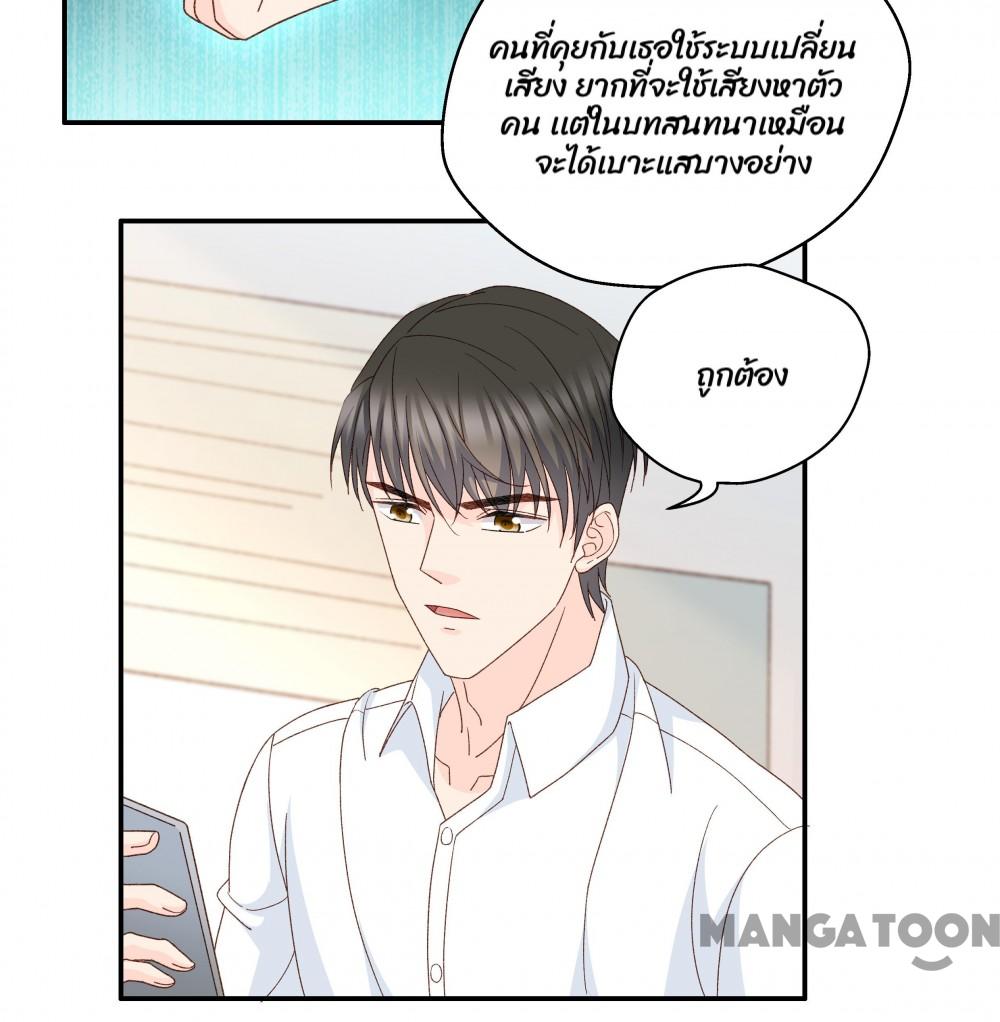 คนที่คุยกับเธอใช้ระบบเปลี่ยน
เสียง ยากที่จะใช้เสียงหาตัว
คน แต่ในบทสนทนาเหมือน
จะได้เบาะแสบางอย่าง
ถูกต้อง
MANGATOON